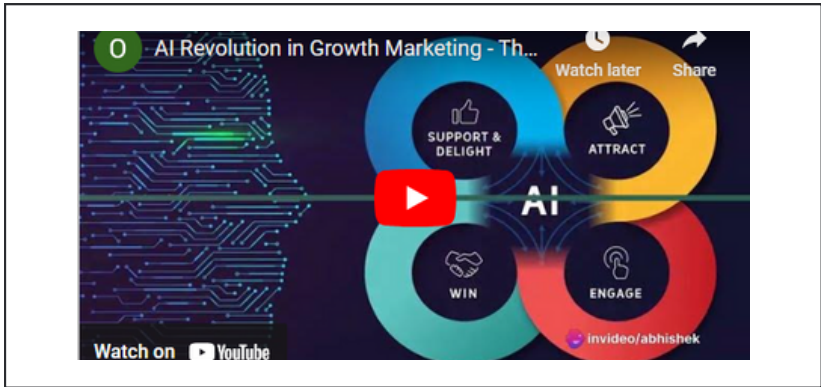 O AI Revolution in Growth Marketing - Th...
Watch later Share
SUPPORT &
DELIGHT
ATTRACT
AI
WIN
ENGAGE
invideo/abhishek
Watch on YouTube